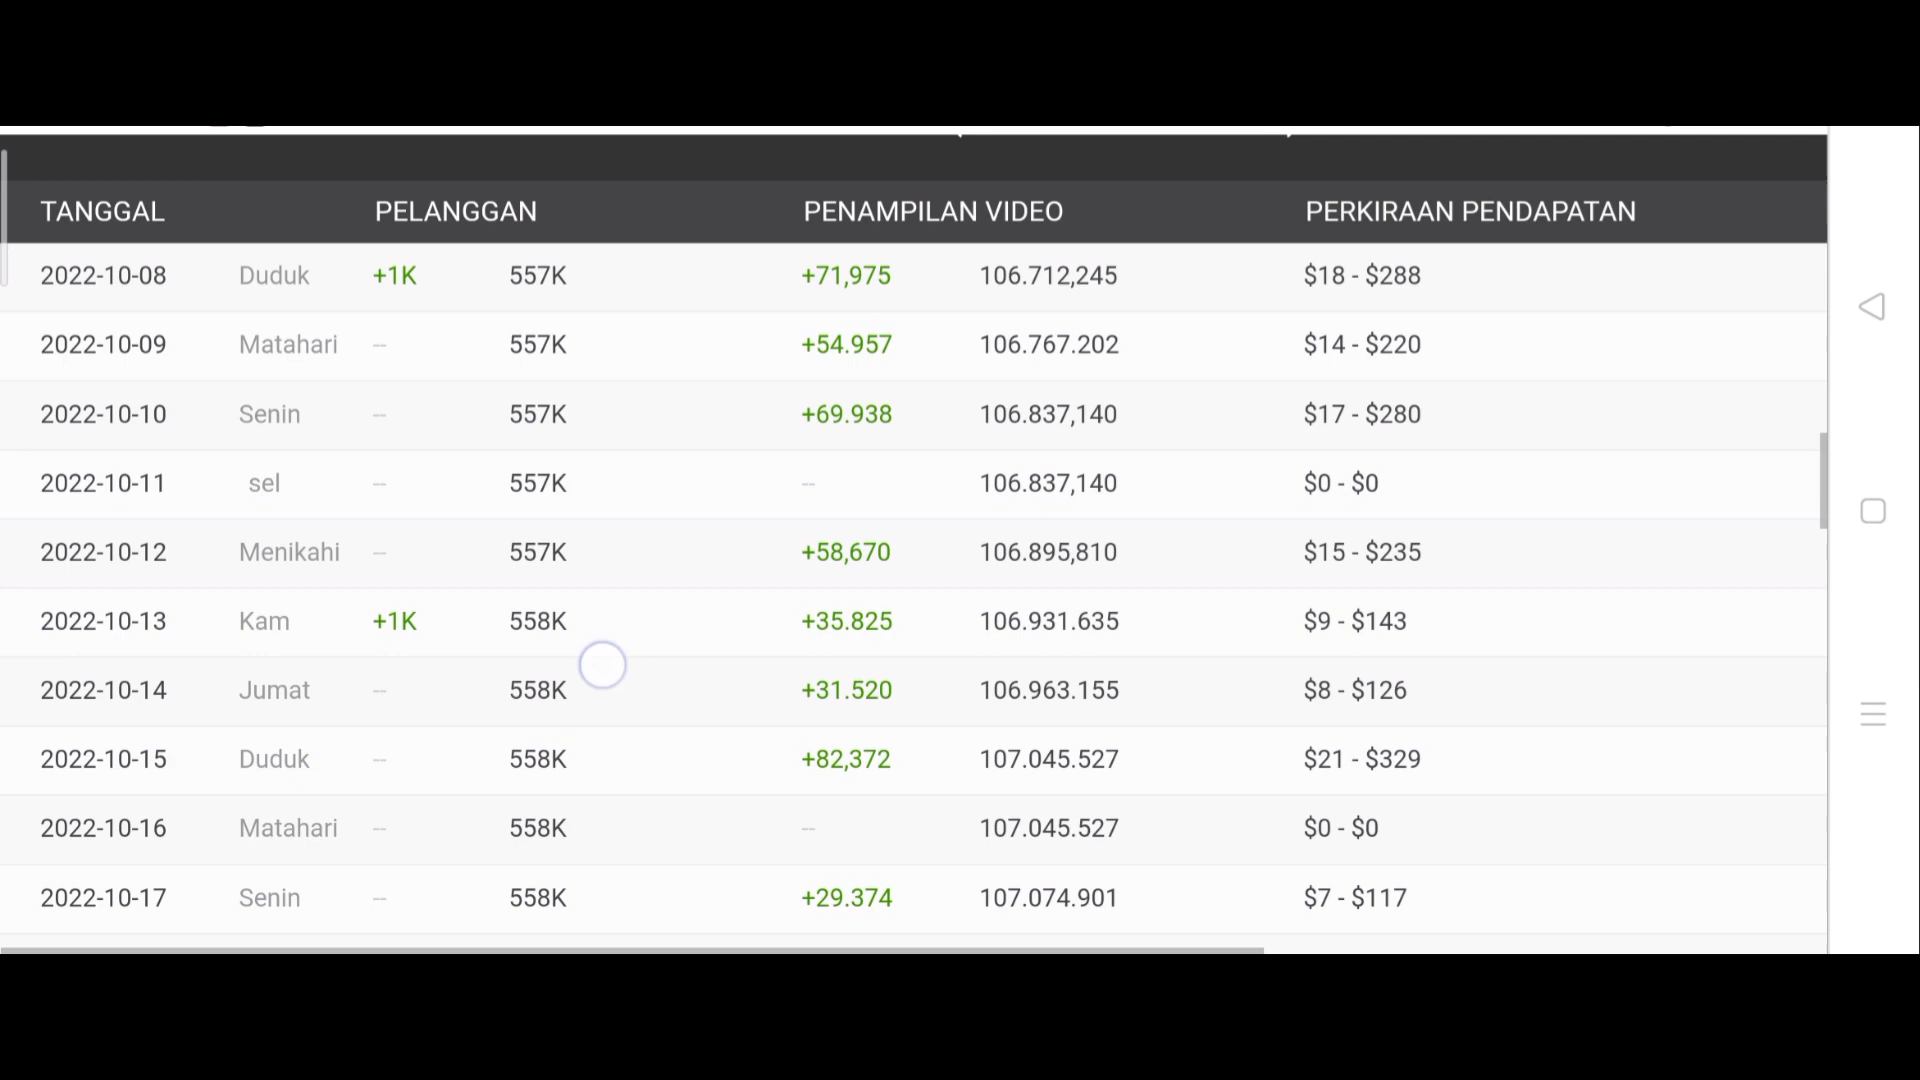 TANGGAL PELANGGAN PENAMPILAN VIDEO PERKIRAAN PENDAPATAN
2022-10-08 Duduk +1K 557K +71,975 106.712,245 $18 - $288
2022-10-09 Matahari -- 557K +54.957 106.767.202 $14 - $220
2022-10-10 Senin -- 557K +69.938 106.837,140 $17 - $280
2022-10-11 sel -- 557K -- 106.837,140 $0 - $0
2022-10-12 Menikahi -- 557K +58,670 106.895,810 $15 - $235
2022-10-13 Kam +1K 558K +35.825 106.931.635 $9 - $143
2022-10-14 Jumat -- 558K +31.520 106.963.155 $8 - $126
2022-10-15 Duduk -- 558K +82,372 107.045.527 $21 - $329
2022-10-16 Matahari -- 558K -- 107.045.527 $0 - $0
2022-10-17 Senin -- 558K +29.374 107.074.901 $7 - $117